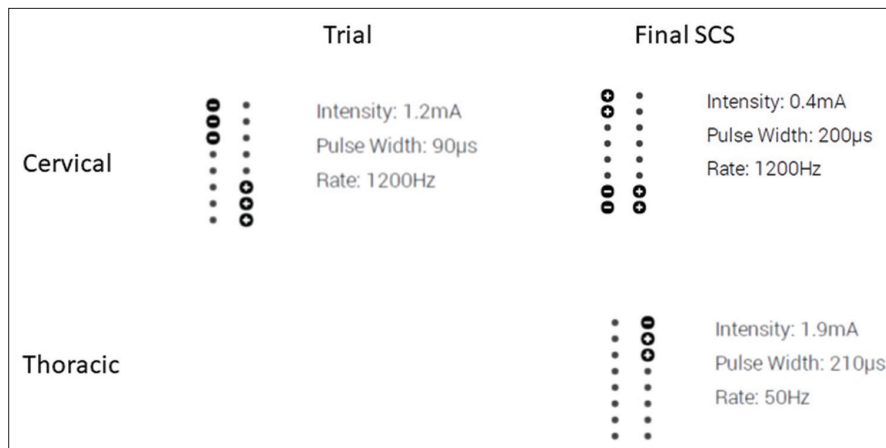 Trial
Final SCS
Cervical
Intensity: 1.2mA
Pulse Width: 90µs
Rate: 1200Hz
Intensity: 0.4mA
Pulse Width: 200µs
Rate: 1200Hz
Thoracic
Intensity: 1.9mA
Pulse Width: 210µs
Rate: 50Hz